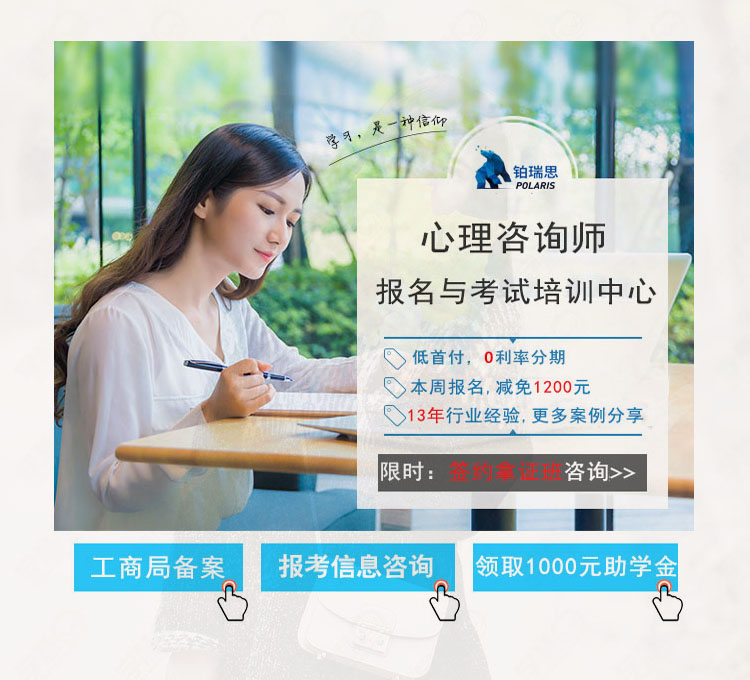 学习，是一种信仰
铂瑞思
POLARIS
心理咨询师
报名与考试培训中心
低首付，0利率分期
本周报名,减免1200元
13年行业经验,更多案例分享
限时：签约拿证班咨询>>
工商局备案
报考信息咨询
领取1000元助学金